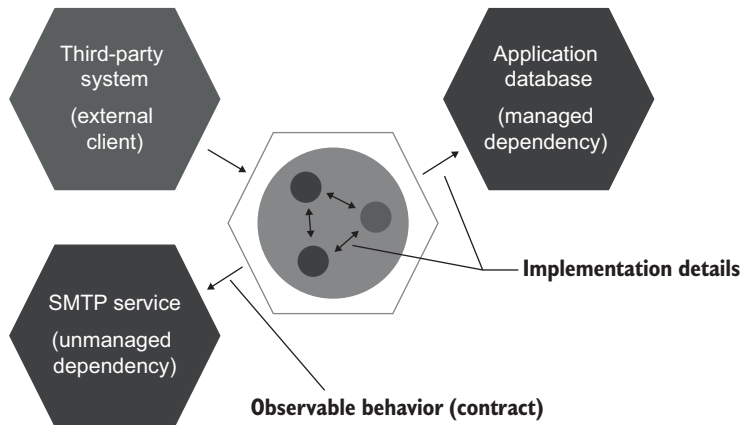 Third-party
system
(external
client)
Application
database
(managed
dependency)
Implementation details
SMTP service
(unmanaged
dependency)
Observable behavior (contract)